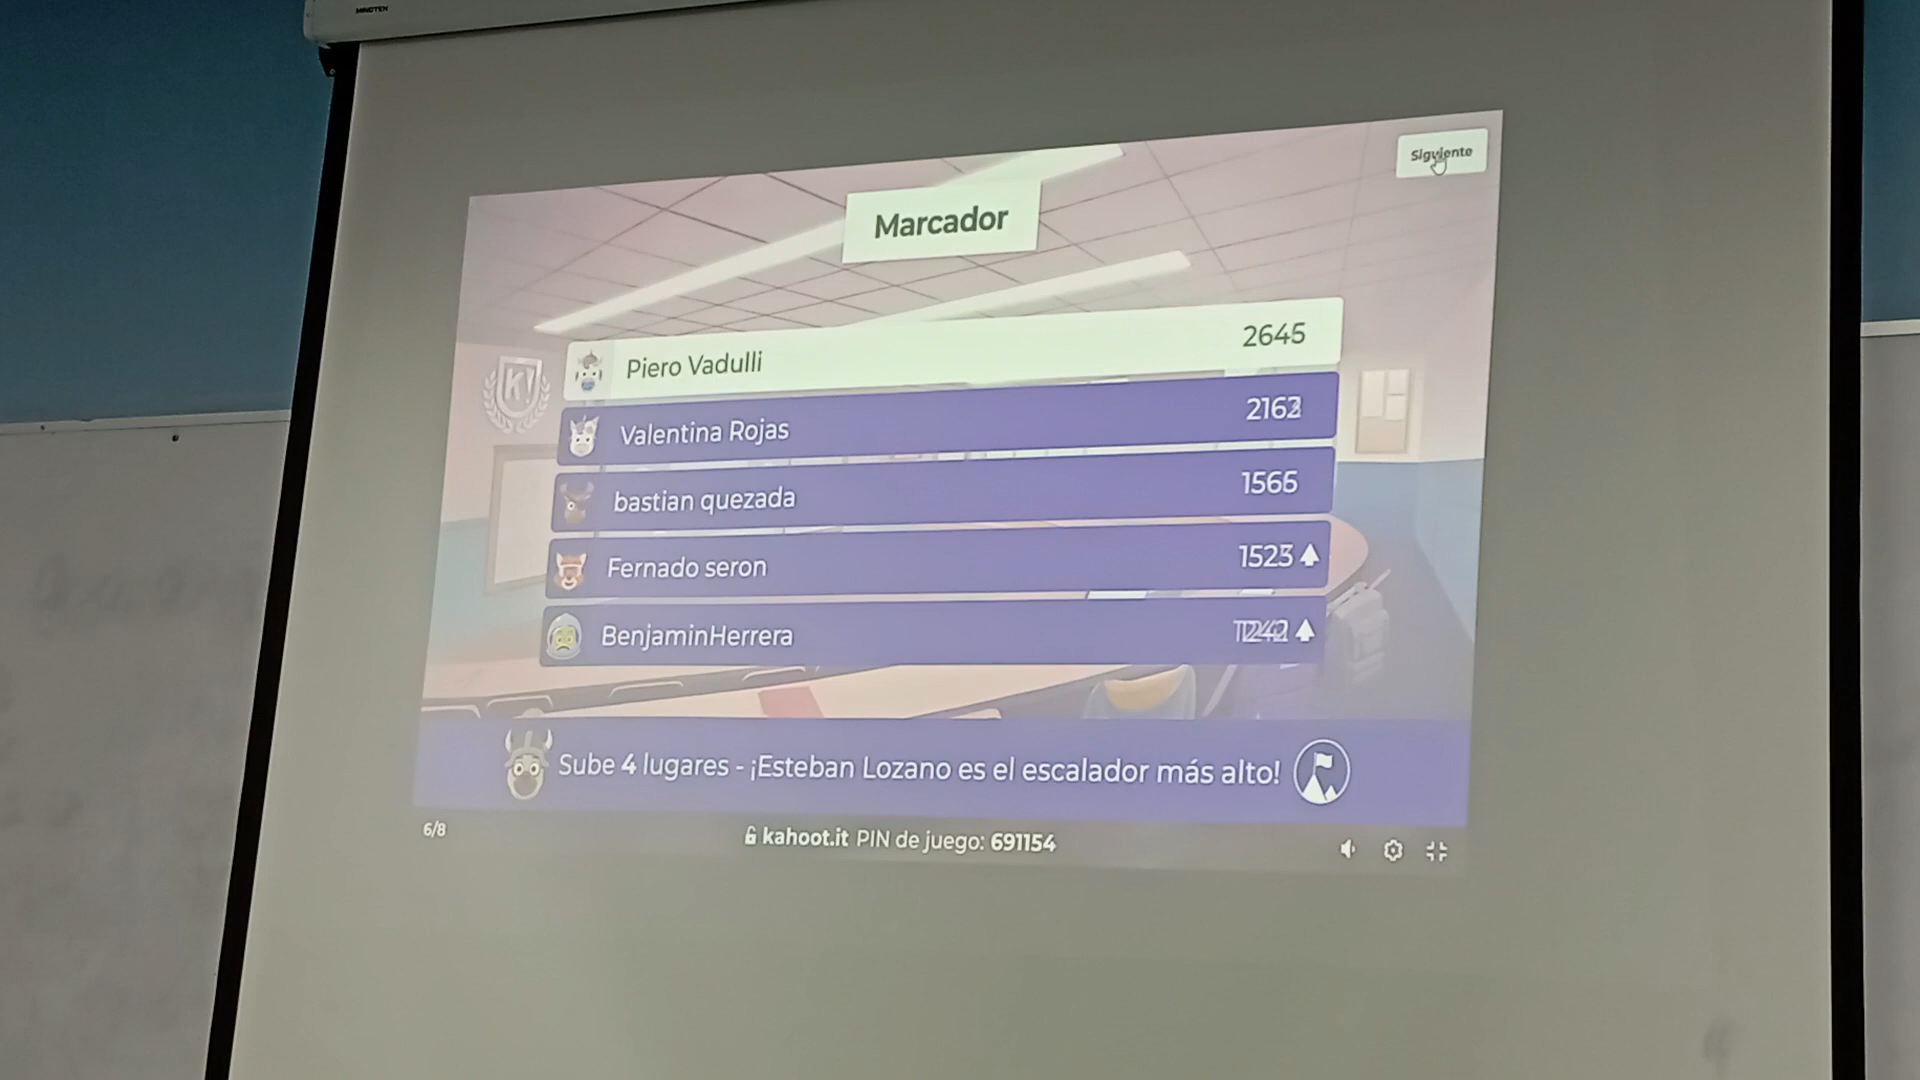 MINOTEK
Siguiente
Marcador
K!
Piero Vadulli 2645
Valentina Rojas
bastian quezada 1565
Fernado seron 1523
BenjaminHerrera
Sube 4 lugares - ¡Esteban Lozano es el escalador más alto!
6/8
kahoot.it PIN de juego: 691154